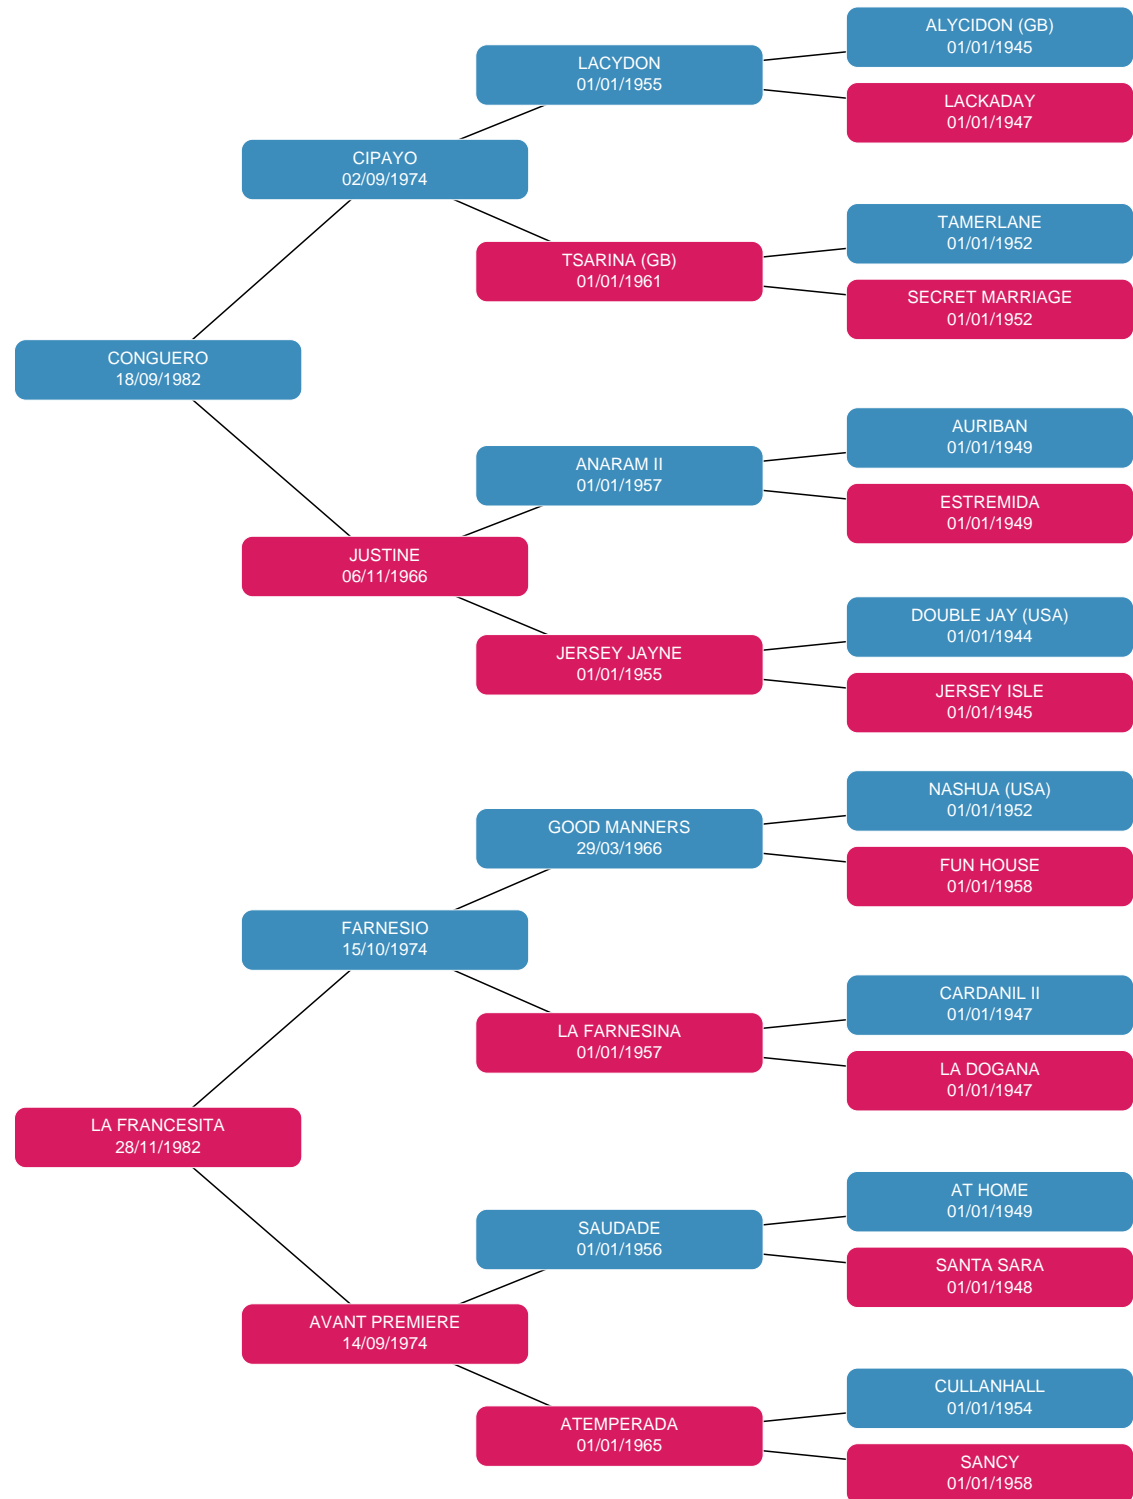 ALYCIDON (GB)
01/01/1945
LACYDON
01/01/1955
LACKADAY
01/01/1947
CIPAYO
02/09/1974
TAMERLANE
01/01/1952
TSARINA (GB)
01/01/1961
SECRET MARRIAGE
01/01/1952
CONGUERO
18/09/1982
AURIBAN
01/01/1949
ANARAM II
01/01/1957
ESTREMIDA
01/01/1949
JUSTINE
06/11/1966
DOUBLE JAY (USA)
01/01/1944
JERSEY JAYNE
01/01/1955
JERSEY ISLE
01/01/1945
NASHUA (USA)
01/01/1952
GOOD MANNERS
29/03/1966
FUN HOUSE
01/01/1958
FARNESIO
15/10/1974
CARDANIL II
01/01/1947
LA FARNESINA
01/01/1957
LA DOGANA
01/01/1947
LA FRANCESITA
28/11/1982
AT HOME
01/01/1949
SAUDADE
01/01/1956
SANTA SARA
01/01/1948
AVANT PREMIERE
14/09/1974
CULLANHALL
01/01/1954
ATEMPERADA
01/01/1965
SANCY
01/01/1958